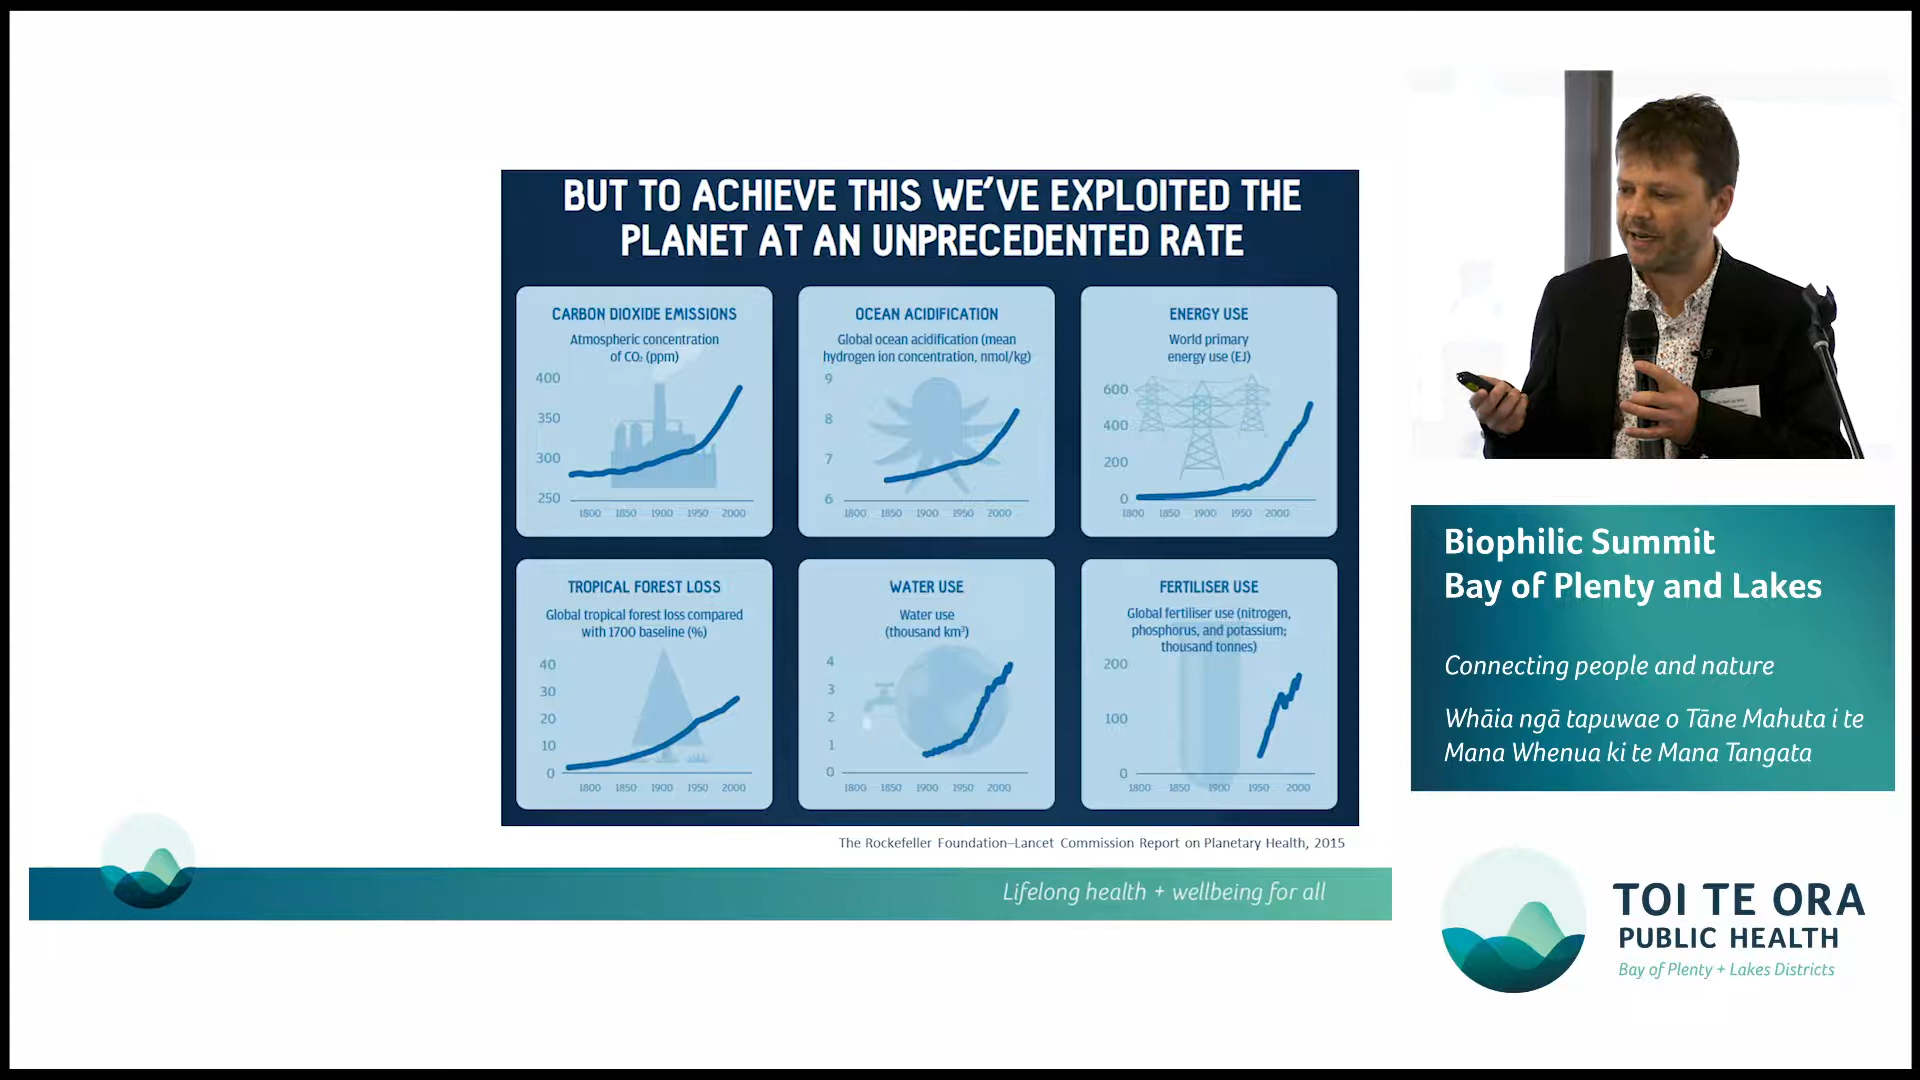 BUT TO ACHIEVE THIS WE'VE EXPLOITED THE
PLANET AT AN UNPRECEDENTED RATE
CARBON DIOXIDE EMISSIONS
Atmospheric concentration
of CO₂ (ppm)
400
350
300
250
1800 1850 1900 1950 2000
OCEAN ACIDIFICATION
Global ocean acidification (mean
hydrogen ion concentration, nmol/kg)
9
8
7
6
1800 1850 1900 1950 2000
ENERGY USE
World primary
energy use (EJ)
600
400
200
0
1800 1850 1900 1950 2000
TROPICAL FOREST LOSS
Global tropical forest loss compared
with 1700 baseline (%)
40
30
20
10
0
1800 1850 1900 1950 2000
WATER USE
Water use
(thousand km³)
4
3
2
1
0
1800 1850 1900 1950 2000
FERTILISER USE
Global fertiliser use (nitrogen,
phosphorus, and potassium;
thousand tonnes)
200
100
0
1800 1850 1900 1950 2000
The Rockefeller Foundation–Lancet Commission Report on Planetary Health, 2015
Lifelong health + wellbeing for all
Biophilic Summit
Bay of Plenty and Lakes
Connecting people and nature
Whāia ngā tapuwae o Tāne Mahuta i te
Mana Whenua ki te Mana Tangata
TOI TE ORA
PUBLIC HEALTH
Bay of Plenty + Lakes Districts